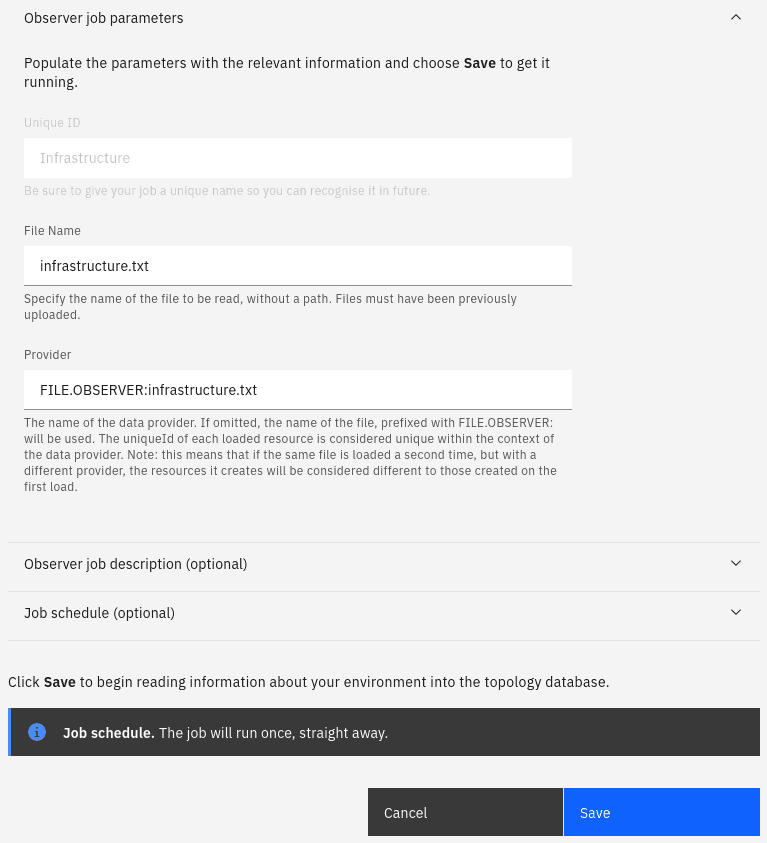 Observer job parameters
Populate the parameters with the relevant information and choose Save to get it
running.
Unique ID
Infrastructure
Be sure to give your job a unique name so you can recognise it in future.
File Name
infrastructure.txt
Specify the name of the file to be read, without a path. Files must have been previously
uploaded.
Provider
FILE.OBSERVER:infrastructure.txt
The name of the data provider. If omitted, the name of the file, prefixed with FILE.OBSERVER:
will be used. The uniqueId of each loaded resource is considered unique within the context of
the data provider. Note: this means that if the same file is loaded a second time, but with a
different provider, the resources it creates will be considered different to those created on the
first load.
Observer job description (optional)
Job schedule (optional)
Click Save to begin reading information about your environment into the topology database.
Job schedule. The job will run once, straight away.
Cancel
Save